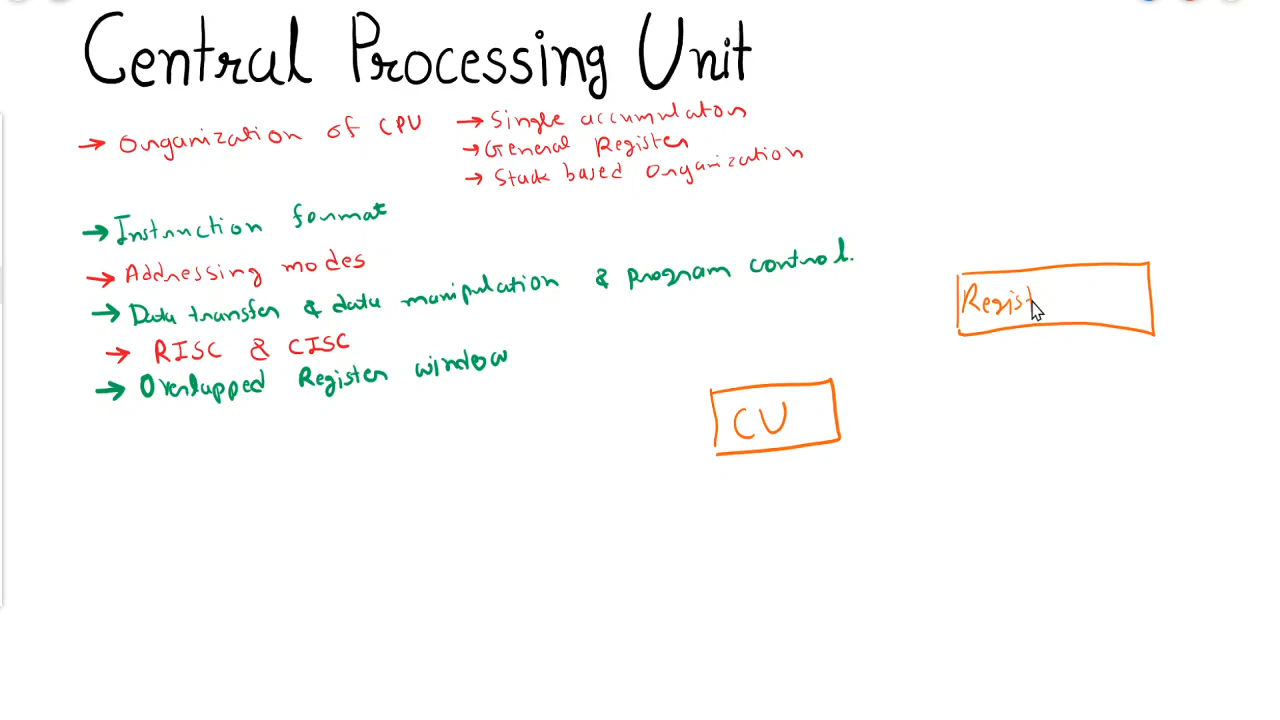 Central Processing Unit
→ Organization of CPU
→ Single accumulator
→ General Register
→ Stack based organization
→ Instruction format
→ Addressing modes
→ Data transfer & data manipulation & program control.
→ RISC & CISC
→ Overlapped Register window
Regist
CU